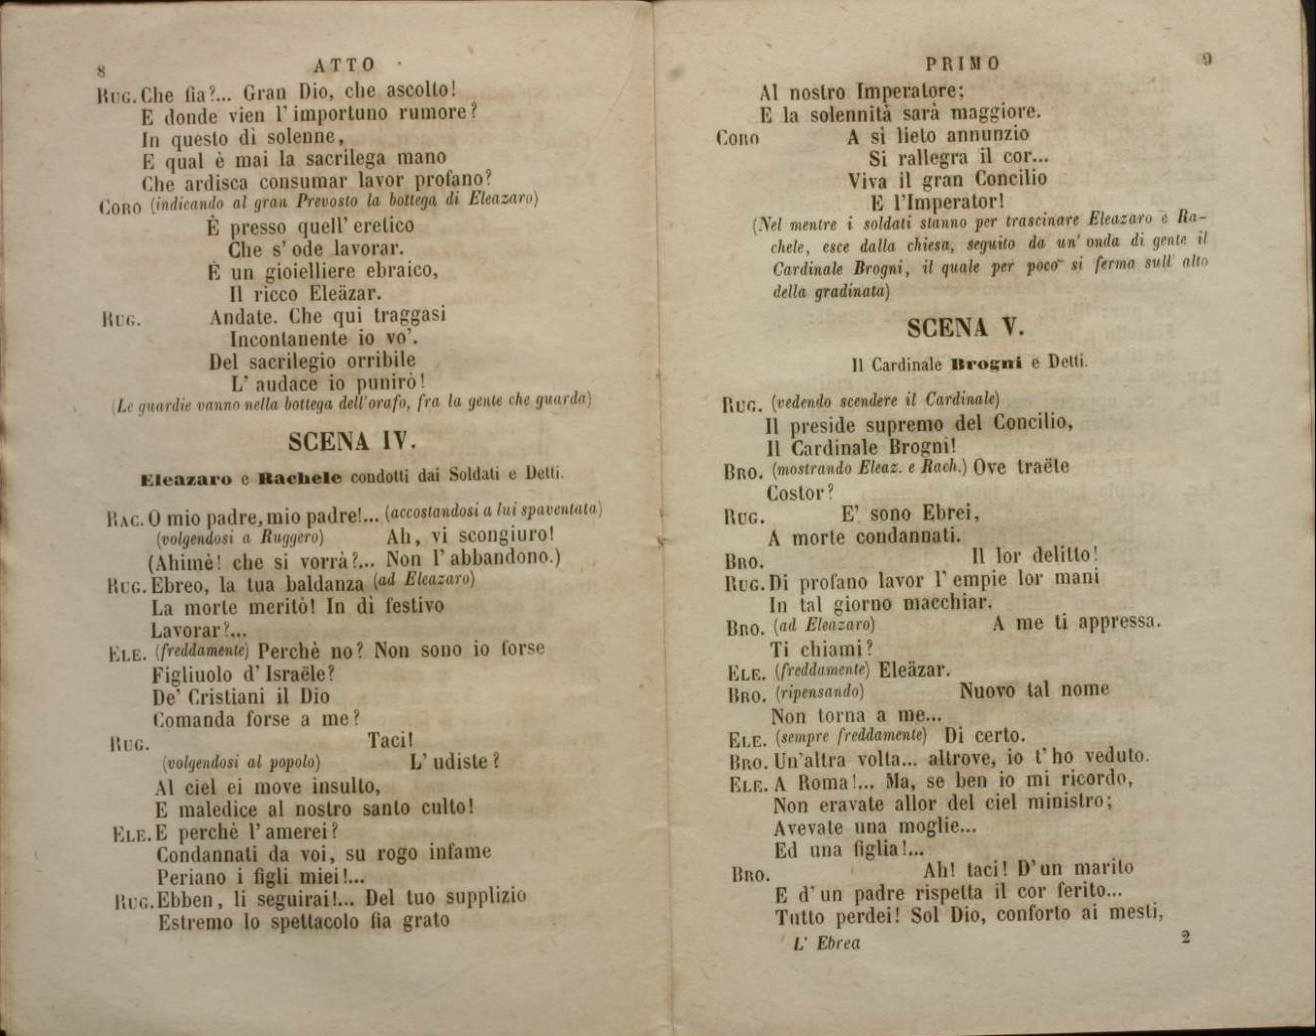 8 ATTO
RUG. Che fia?... Gran Dio, che ascolto!
E donde vien l'importuno rumore?
In questo dì solenne,
E qual è mai la sacrilega mano
Che ardisca consumar lavor profano?
CORO (indicando al gran Prevosto la bottega di Eleazaro)
È presso quell' eretico
Che s' ode lavorar.
È un gioielliere ebraico,
Il ricco Eleäzar.
RUG. Andate. Che qui traggasi
Incontanente io vo'.
Del sacrilegio orribile
L' audace io punirò!
(Le guardie vanno nella bottega dell'orafo, fra la gente che guarda)
SCENA IV.
Eleazaro e Rachele condotti dai Soldati e Detti.
RAC. O mio padre, mio padre!... (accostandosi a lui spaventata)
(volgendosi a Ruggero) Ah, vi scongiuro!
(Ahimè! che si vorrà?... Non l' abbandono.)
RUG. Ebreo, la tua baldanza (ad Eleazaro)
La morte meritò! In dì festivo
Lavorar?...
ELE. (freddamente) Perchè no? Non sono io forse
Figliuolo d' Israële?
De' Cristiani il Dio
Comanda forse a me?
RUG. Taci!
(volgendosi al popolo) L' udiste?
Al ciel ei move insulto,
E maledice al nostro santo culto!
ELE. E perchè l' amerei?
Condannati da voi, su rogo infame
Periano i figli miei!...
RUG. Ebben, li seguirai!... Del tuo supplizio
Estremo lo spettacolo fia grato
PRIMO 9
Al nostro Imperatore;
E la solennità sarà maggiore.
CORO A sì lieto annunzio
Si rallegra il cor...
Viva il gran Concilio
E l'Imperator!
(Nel mentre i soldati stanno per trascinare Eleazaro e Ra-
chele, esce dalla chiesa, seguito da un' onda di gente il
Cardinale Brogni, il quale per poco si ferma sull' alto
della gradinata)
SCENA V.
Il Cardinale Brogni e Detti.
RUG. (vedendo scendere il Cardinale)
Il preside supremo del Concilio,
Il Cardinale Brogni!
BRO. (mostrando Eleaz. e Rach.) Ove traëte
Costor?
RUG. E' sono Ebrei,
A morte condannati.
BRO. Il lor delitto!
RUG. Di profano lavor l' empie lor mani
In tal giorno macchiar.
BRO. (ad Eleazaro) A me ti appressa.
Ti chiami?
ELE. (freddamente) Eleäzar.
BRO. (ripensando) Nuovo tal nome
Non torna a me...
ELE. (sempre freddamente) Di certo.
BRO. Un'altra volta... altrove, io t' ho veduto.
ELE. A Roma!... Ma, se ben io mi ricordo,
Non eravate allor del ciel ministro;
Avevate una moglie...
Ed una figlia!...
BRO. Ah! taci! D'un marito
E d' un padre rispetta il cor ferito...
Tutto perdei! Sol Dio, conforto ai mesti,
L' Ebrea 2